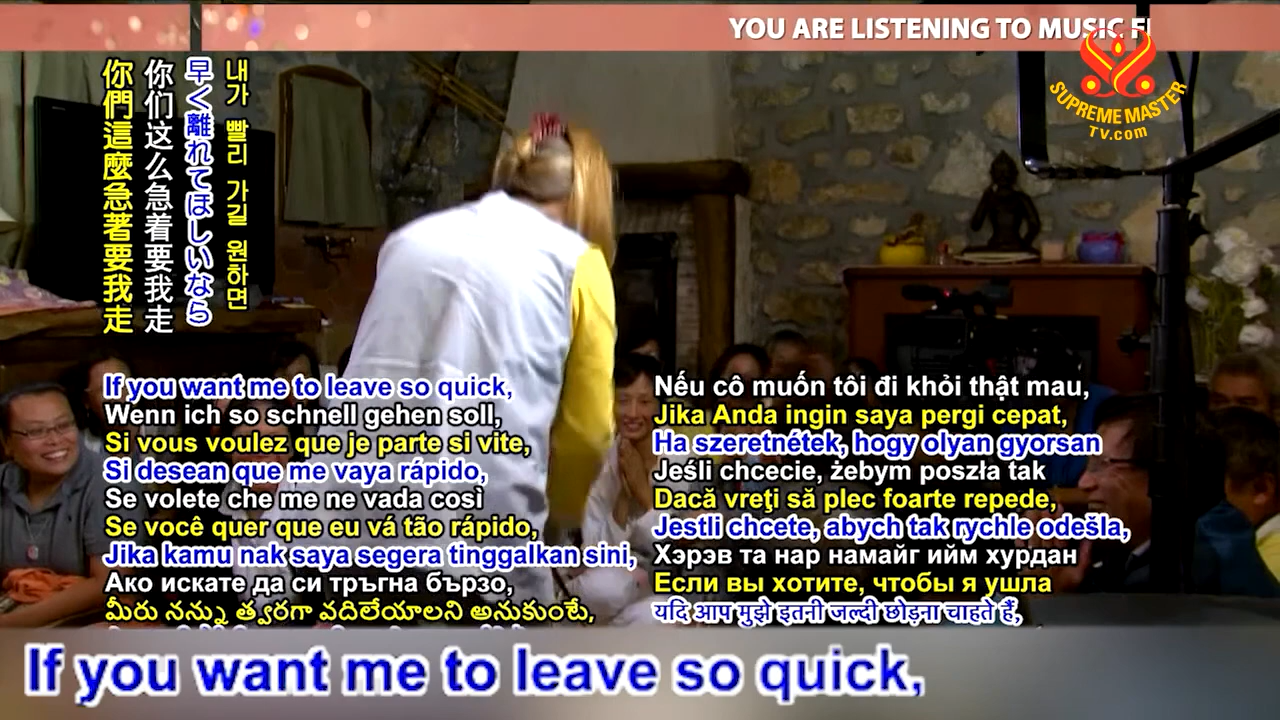 YOU ARE LISTENING TO MUSIC
SUPREME MASTER
TV.com
你們這麼急著要我走
你们这么急着要我走
早く離れてほしいなら
내가 빨리 가길 원하면
If you want me to leave so quick,
Wenn ich so schnell gehen soll,
Si vous voulez que je parte si vite,
Si desean que me vaya rápido,
Se volete che me ne vada così
Se você quer que eu vá tão rápido,
Jika kamu nak saya segera tinggalkan sini,
Ако искате да си тръгна бързо,
మీరు నన్ను త్వరగా వదిలేయాలని అనుకుంటే,
Nếu cô muốn tôi đi khỏi thật mau,
Jika Anda ingin saya pergi cepat,
Ha szeretnétek, hogy olyan gyorsan
Jeśli chcecie, żebym poszła tak
Dacă vreţi să plec foarte repede,
Jestli chcete, abych tak rychle odešla,
Хэрэв та нар намайг ийм хурдан
Если вы хотите, чтобы я ушла
यदि आप मुझे इतनी जल्दी छोड़ना चाहते हैं,
If you want me to leave so quick,